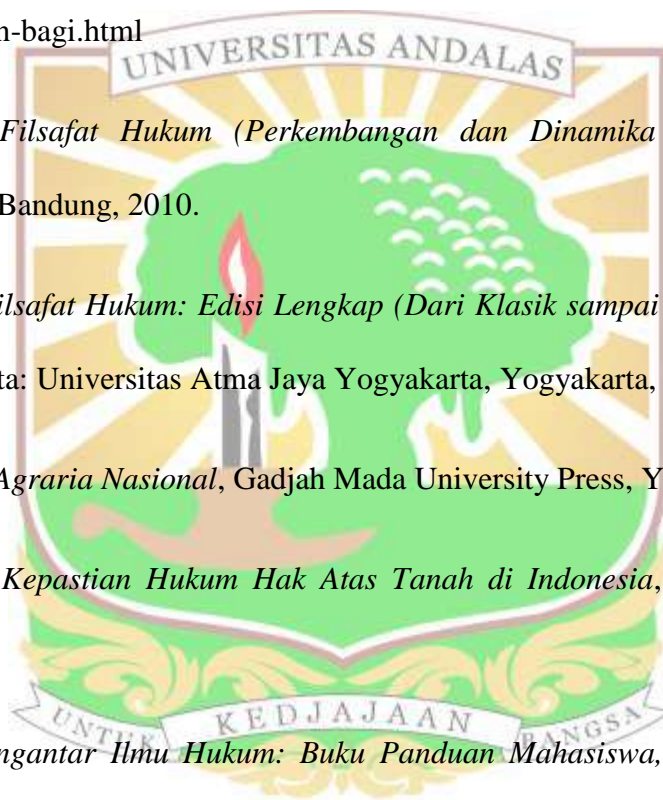 n-bagi.html
UNIVERSITAS ANDALAS
Filsafat Hukum (Perkembangan dan Dinamika
Bandung, 2010.
ilsafat Hukum: Edisi Lengkap (Dari Klasik sampai
ta: Universitas Atma Jaya Yogyakarta, Yogyakarta,
Agraria Nasional, Gadjah Mada University Press, Y
Kepastian Hukum Hak Atas Tanah di Indonesia,
UNTUK KEDJAJAAN BANGSA
ngantar Ilmu Hukum: Buku Panduan Mahasiswa,